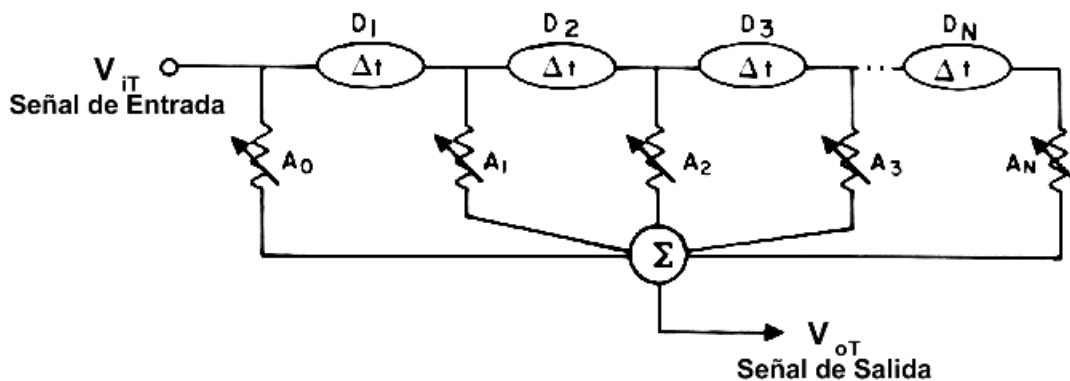 D1 D2 D3 DN
ViT Δt Δt Δt ... Δt
Señal de Entrada
A0 A1 A2 A3 AN
Σ
VoT
Señal de Salida